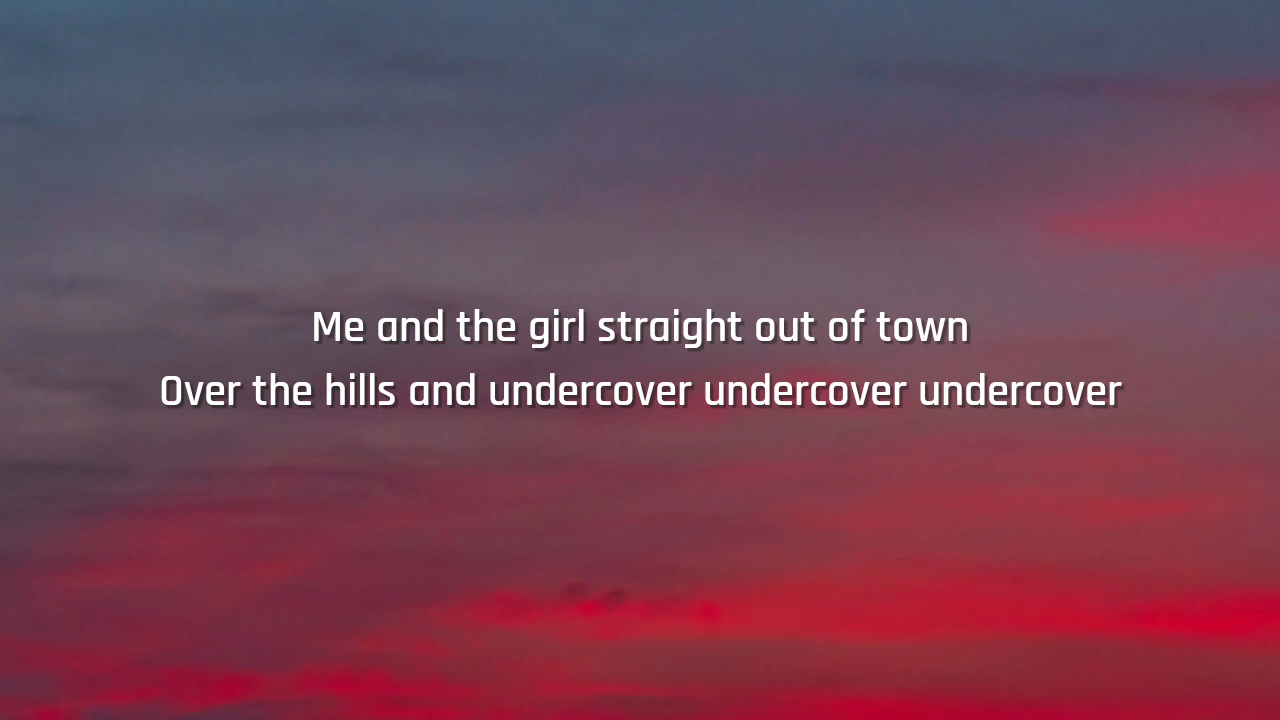 Me and the girl straight out of town
Over the hills and undercover undercover undercover